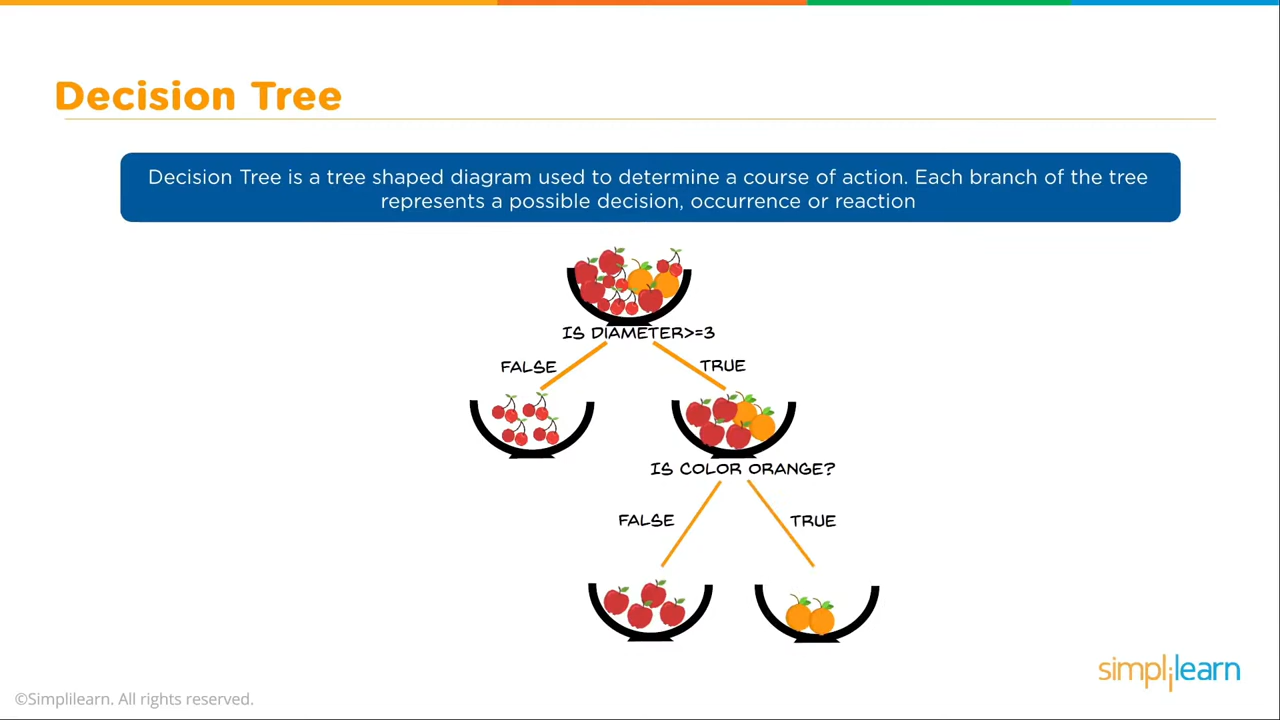 Decision Tree
Decision Tree is a tree shaped diagram used to determine a course of action. Each branch of the tree
represents a possible decision, occurrence or reaction
IS DIAMETER>=3
FALSE
TRUE
IS COLOR ORANGE?
FALSE
TRUE
simplilearn
©Simplilearn. All rights reserved.